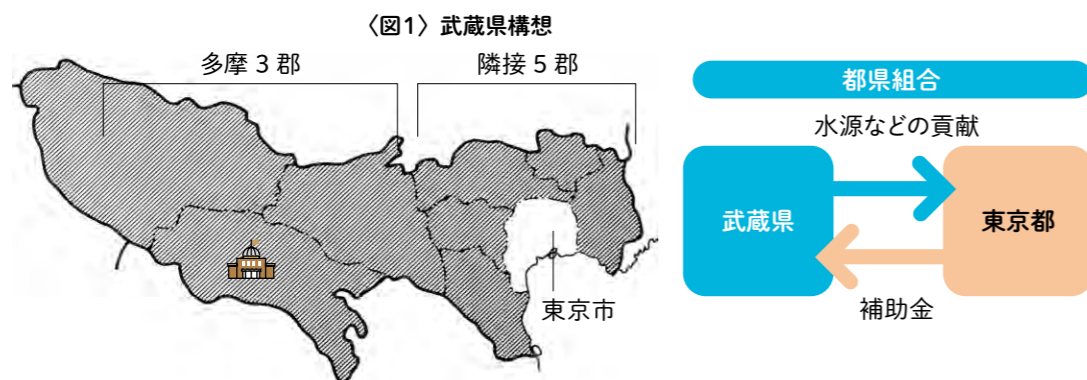 〈図1〉武蔵県構想
多摩3郡
隣接5郡
東京市
都県組合
水源などの貢献
武蔵県
東京都
補助金